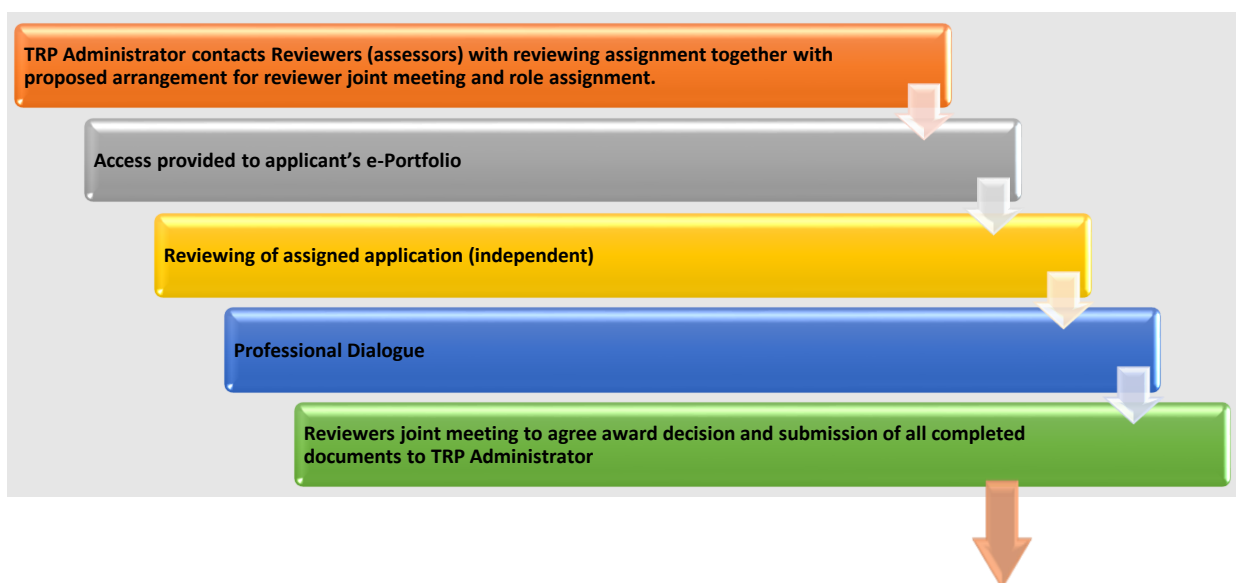 TRP Administrator contacts Reviewers (assessors) with reviewing assignment together with
proposed arrangement for reviewer joint meeting and role assignment.
Access provided to applicant’s e-Portfolio
Reviewing of assigned application (independent)
Professional Dialogue
Reviewers joint meeting to agree award decision and submission of all completed
documents to TRP Administrator